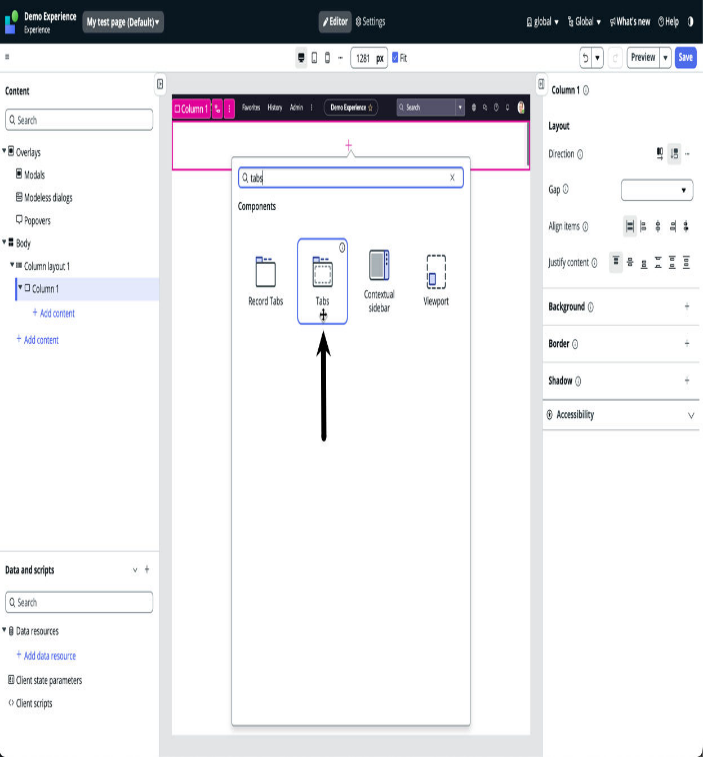 Demo Experience
Experience
My test page (Default)
Editor
Settings
global
Global
What's new
Help
1281 px
Fit
Preview
Save
Content
Search
Overlays
Modals
Modeless dialogs
Popovers
Body
Column layout 1
Column 1
+ Add content
+ Add content
Data and scripts
Search
Data resources
+ Add data resource
Client state parameters
Client scripts
Column 1
Favorites
History
Admin
Demo Experience
Search
tabs
Components
Record Tabs
Tabs
Contextual
sidebar
Viewport
Column 1
Layout
Direction
Gap
Align items
Justify content
Background
Border
Shadow
Accessibility